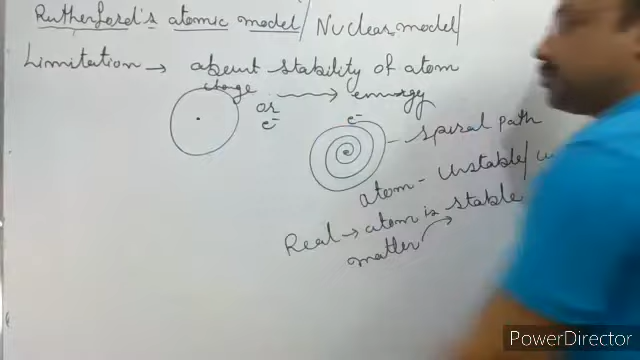 Rutherford's atomic model/ Nuclear model/
Limitation → about stability of atom
charge
or → energy
e⁻
e⁻
spiral path
atom - Unstable/
Real → atom is stable
matter
PowerDirector